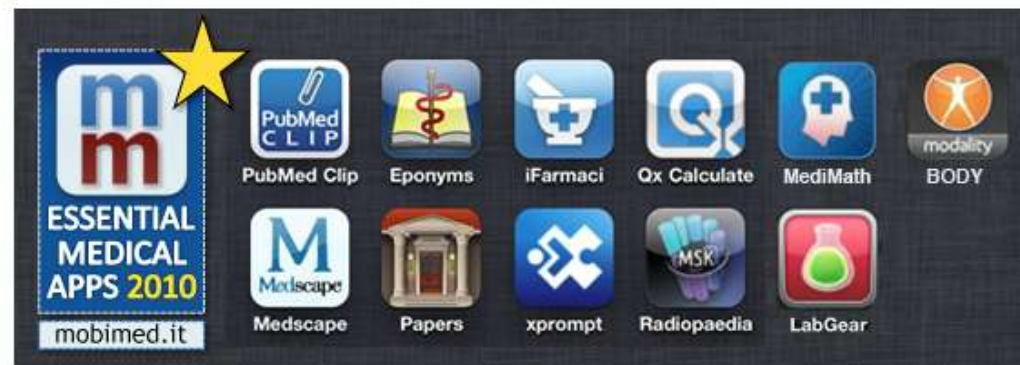 mm
ESSENTIAL
MEDICAL
APPS 2010
mobimed.it
PubMed
CLIP
PubMed Clip
Eponyms
iFarmaci
Qx Calculate
MediMath
modality
BODY
M
Medscape
Medscape
Papers
xprompt
MSK
Radiopaedia
LabGear